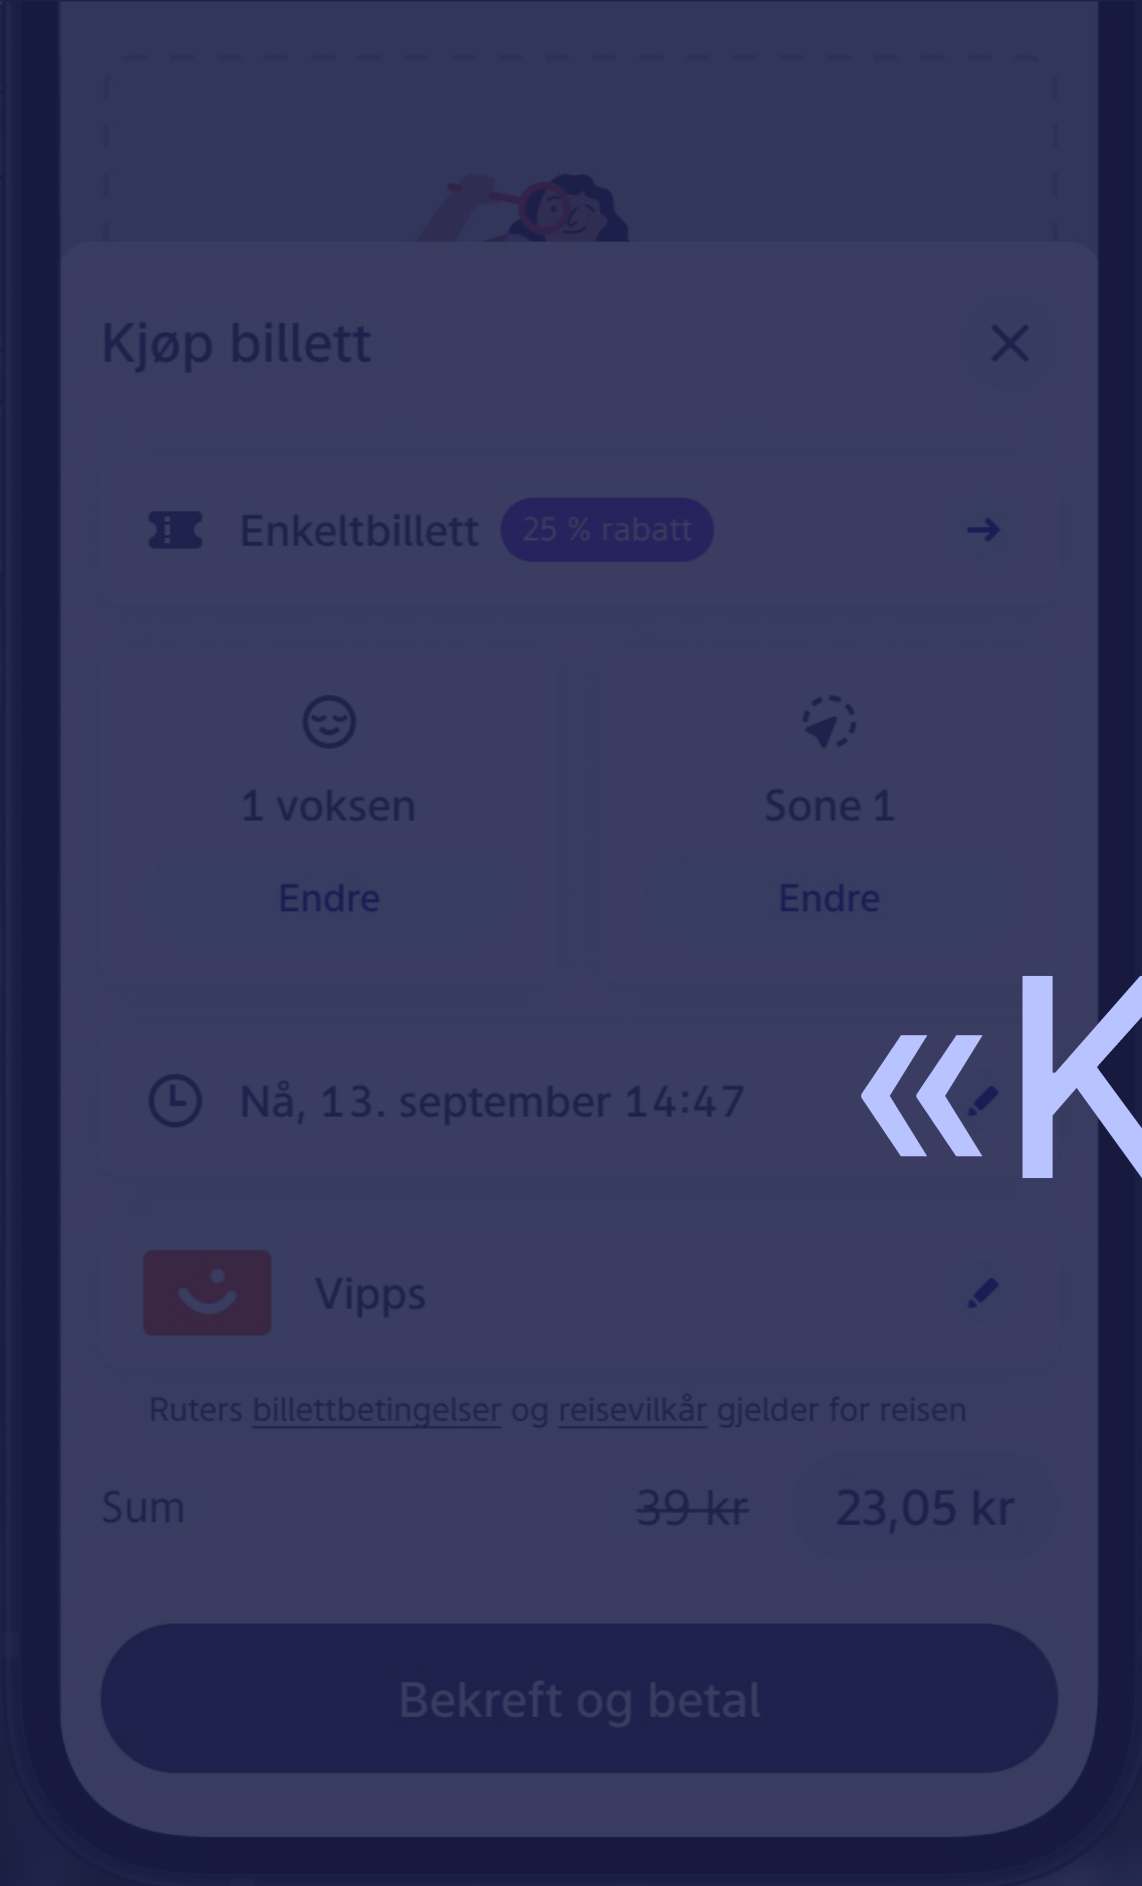 Kjøp billett
Enkeltbillett 25 % rabatt
1 voksen
Sone 1
Endre
Endre
«K
Nå, 13. september 14:47
Vipps
Ruters billettbetingelser og reisevilkår gjelder for reisen
Sum 39 kr 23,05 kr
Bekreft og betal